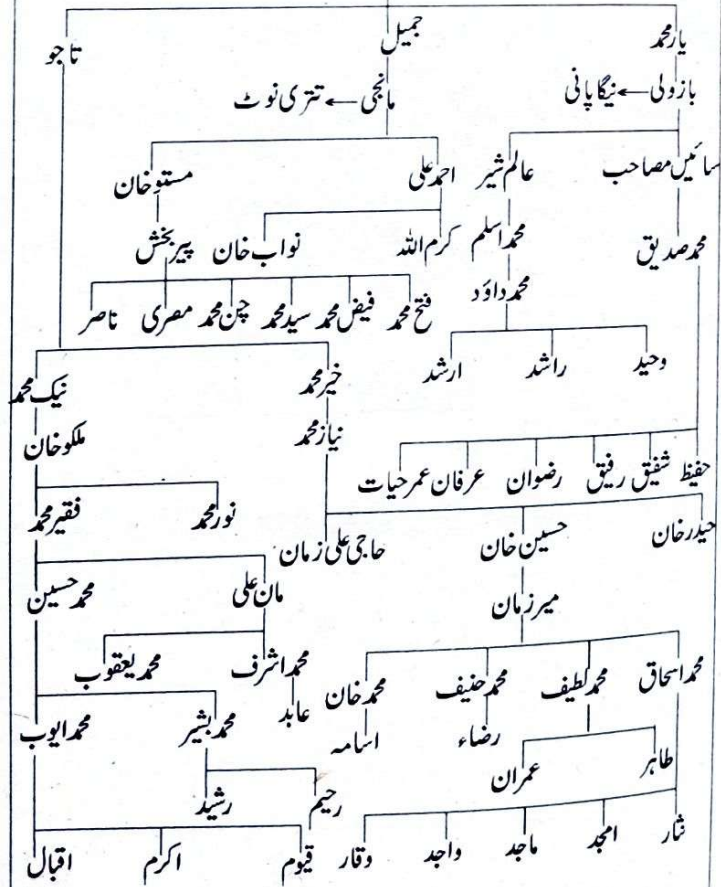 یار محمد جمیل تاجو
بازولی ← نیگاپانی مانجی ← تتری نوٹ
سائیں مصاحب عالم شیر احمد علی مستو خان
محمد صدیق محمد اسلم کرم اللہ نواب خان پیر بخش
محمد داؤد
فتح محمد فیض محمد سید محمد چن محمد مصری ناصر
وحید راشد ارشد
خیر محمد نیک محمد
نیاز محمد ملکو خان
حفیظ شفیق رفیق رضوان عرفان عمر حیات
نور محمد فقیر محمد
حیدر خان حسین خان حاجی علی زمان
میر زمان مان علی محمد حسین
محمد اسحاق محمد لطیف محمد حنیف محمد خان محمد اشرف محمد یعقوب
رضاء اسامہ عابد محمد بشیر محمد ایوب
طاہر عمران رحیم رشید
نثار امجد ماجد واجد وقار قیوم اکرم اقبال